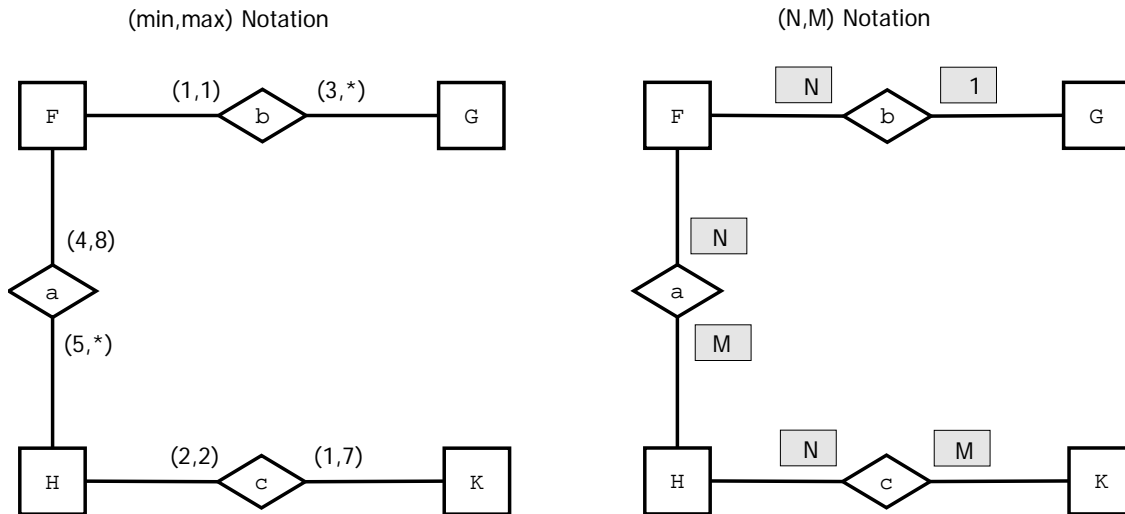 (min,max) Notation
(N,M) Notation
(1,1)
(3,*)
F
b
G
(4,8)
a
(5,*)
(2,2)
(1,7)
H
c
K
N
1
F
b
G
N
a
M
N
M
H
c
K